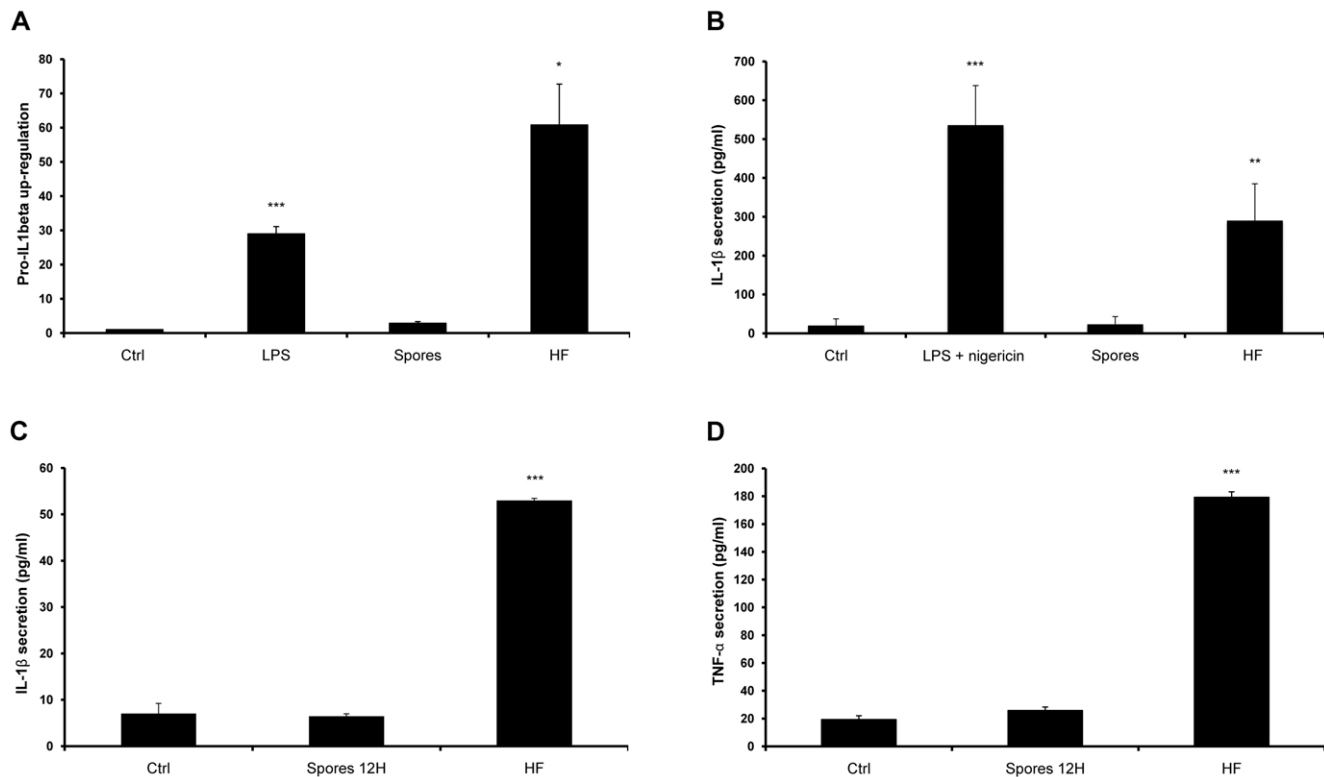 A
Pro-IL1beta up-regulation
80
70
60
50
40
30
20
10
0
***
*
Ctrl
LPS
Spores
HF
B
IL-1β secretion (pg/ml)
700
600
500
400
300
200
100
0
***
**
Ctrl
LPS + nigericin
Spores
HF
C
IL-1β secretion (pg/ml)
60
50
40
30
20
10
0
***
Ctrl
Spores 12H
HF
D
TNF-α secretion (pg/ml)
200
180
160
140
120
100
80
60
40
20
0
***
Ctrl
Spores 12H
HF